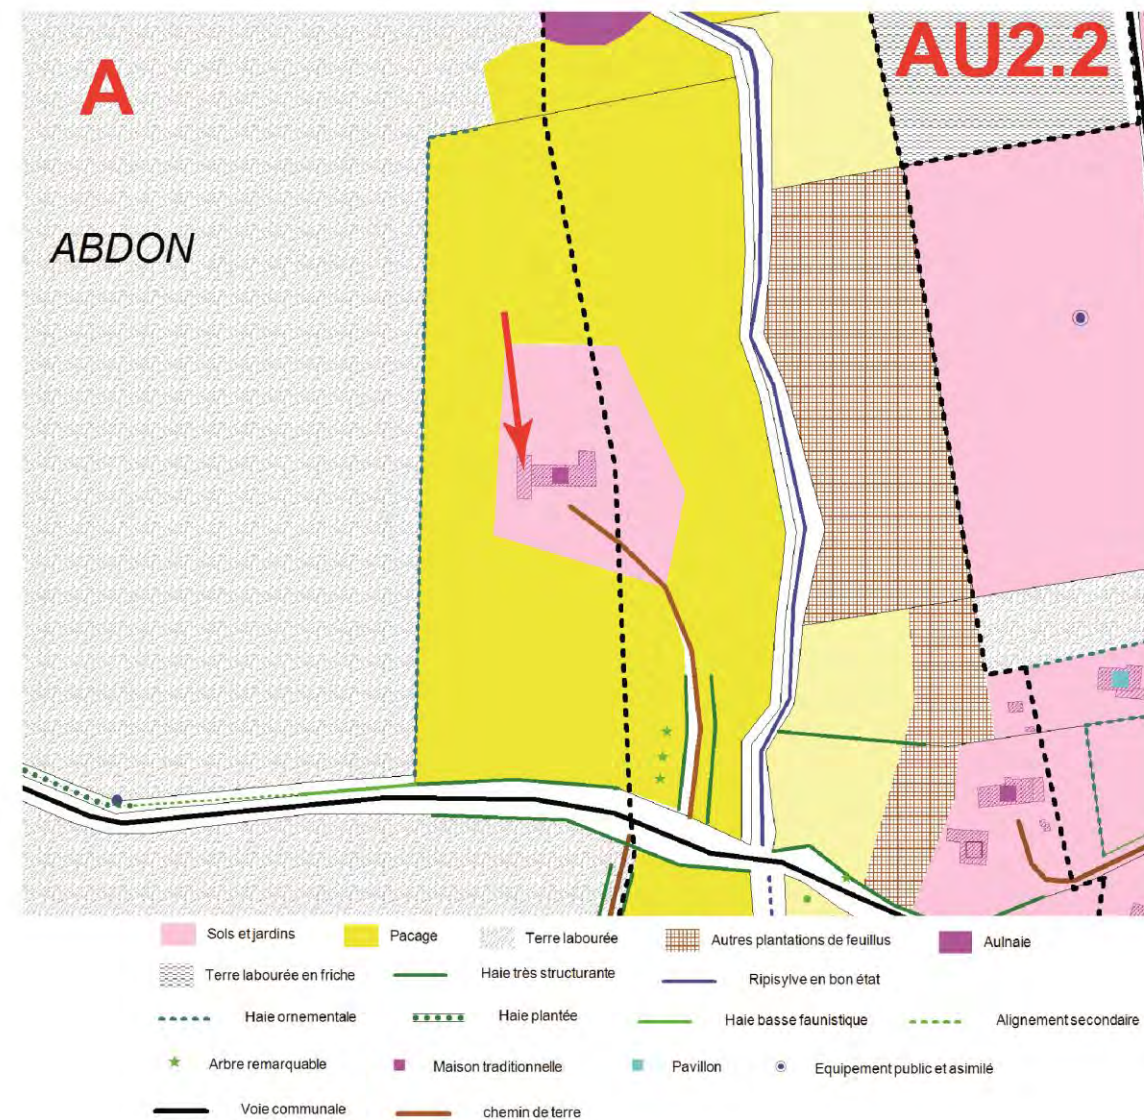 A
AU2.2
ABDON
Sols et jardins
Pacage
Terre labourée
Autres plantations de feuillus
Aulnaie
Terre labourée en friche
Haie très structurante
Ripisylve en bon état
Haie ornementale
Haie plantée
Haie basse faunistique
Alignement secondaire
Arbre remarquable
Maison traditionnelle
Pavillon
Equipement public et asimilé
Voie communale
chemin de terre